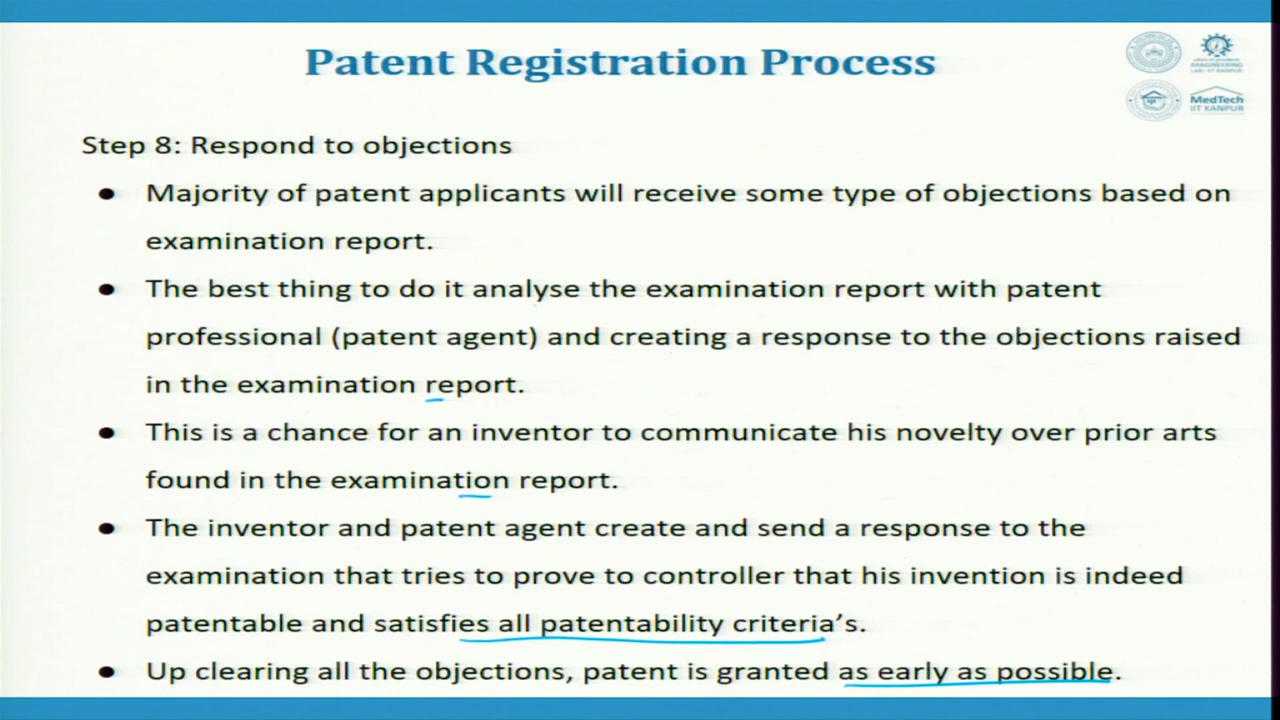 Patent Registration Process
MedTech
IIT KANPUR
Step 8: Respond to objections
● Majority of patent applicants will receive some type of objections based on
examination report.
● The best thing to do it analyse the examination report with patent
professional (patent agent) and creating a response to the objections raised
in the examination report.
● This is a chance for an inventor to communicate his novelty over prior arts
found in the examination report.
● The inventor and patent agent create and send a response to the
examination that tries to prove to controller that his invention is indeed
patentable and satisfies all patentability criteria’s.
● Up clearing all the objections, patent is granted as early as possible.